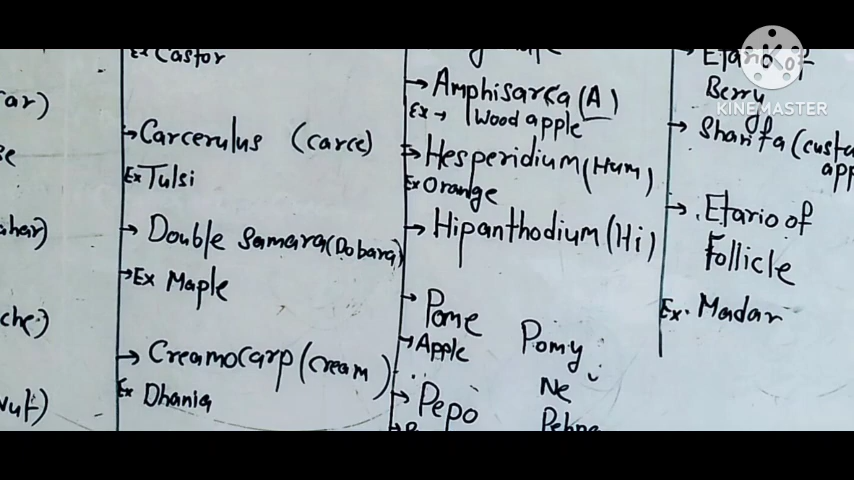 ar)
Ex Castor
→ Carcerulus (carce)
Ex Tulsi
→ Double Samara (Dobara)
→ Ex Maple
→ Creamocarp (cream)
Ex Dhania
→ Amphisarca (A)
Ex → Wood apple
→ Hesperidium (Hum)
Ex Orange
→ Hipanthodium (Hi)
→ Pome
→ Apple
→ Pepo
Pomy
Ne
Pehna
Berry
→ Sharifa (custa
app
→ Etario of
Follicle
Ex. Madar
KINEMASTER